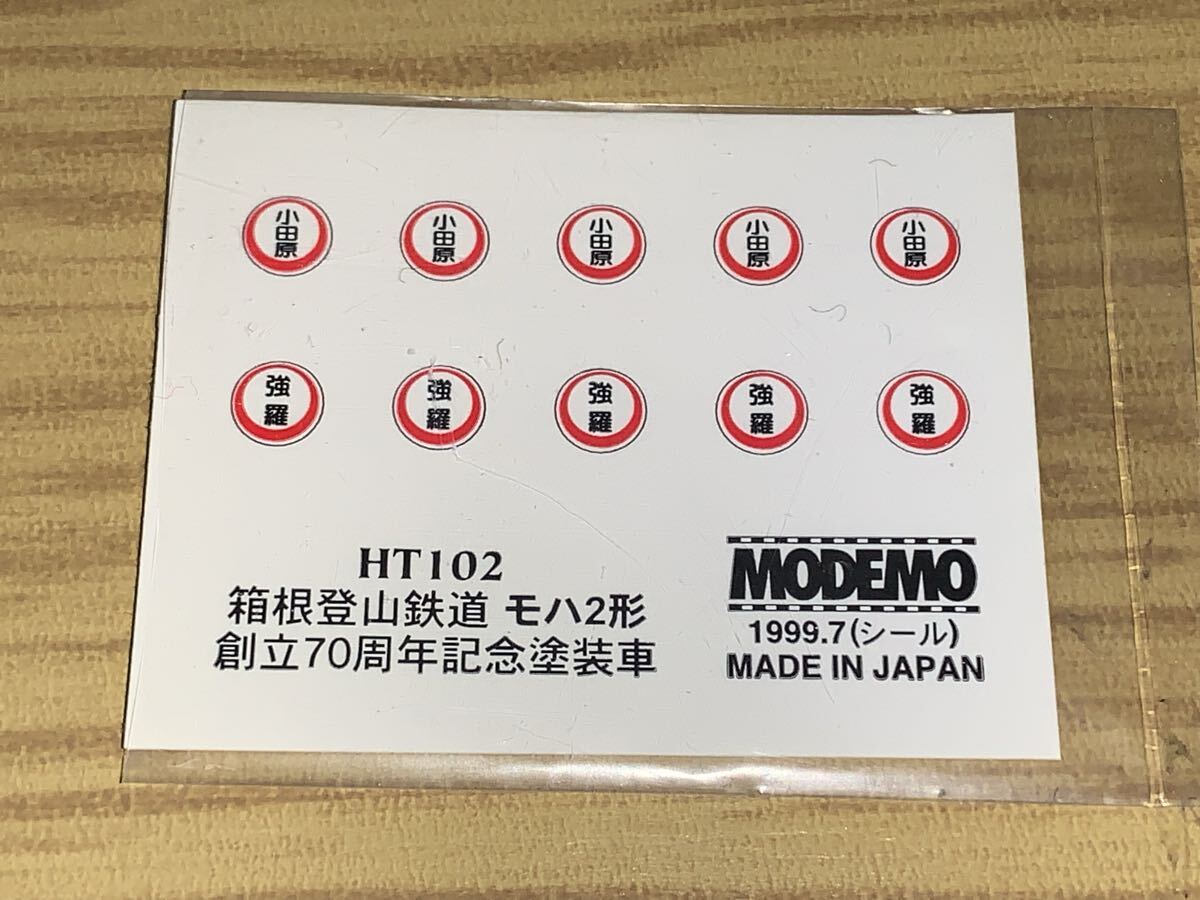 小田原 小田原 小田原 小田原 小田原
強羅 強羅 強羅 強羅 強羅
HT102
箱根登山鉄道 モハ2形
創立70周年記念塗装車
MODEMO
1999.7(シール)
MADE IN JAPAN